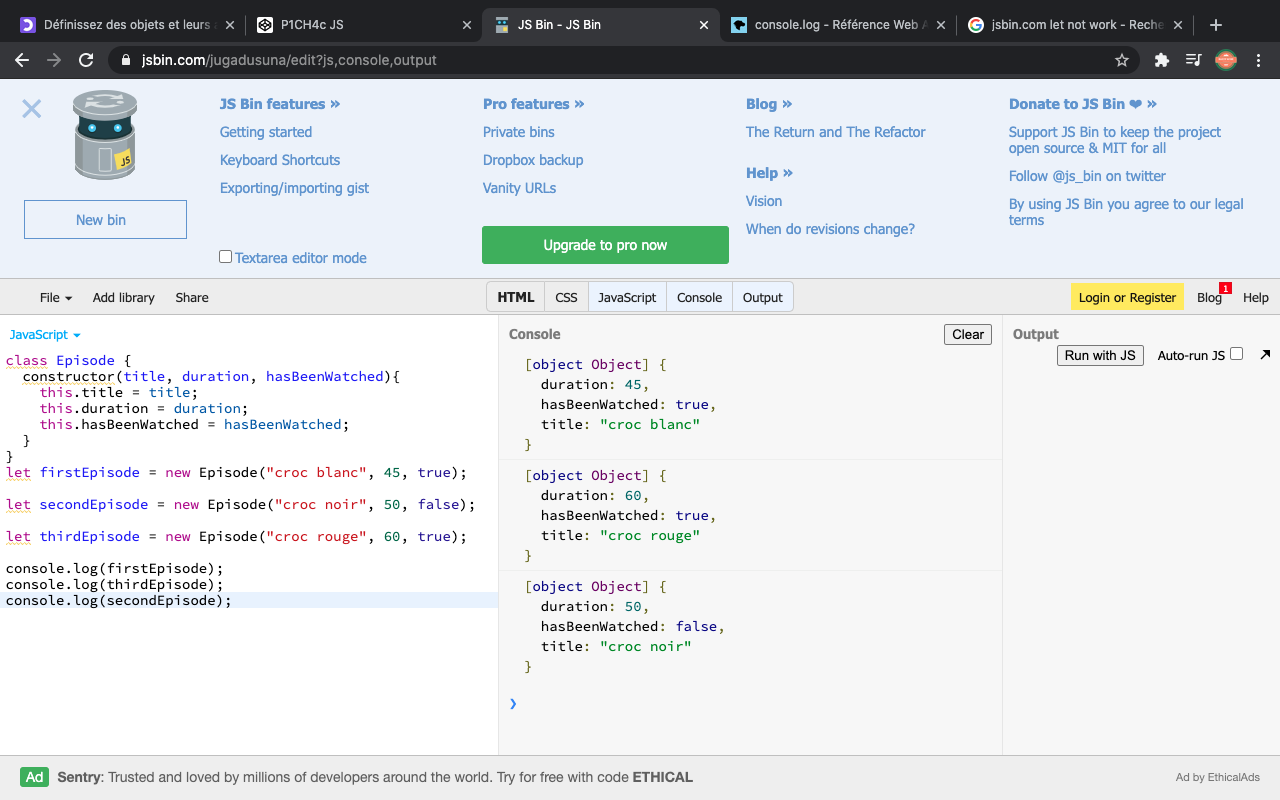 Définissez des objets et leurs a
P1CH4c JS
JS Bin - JS Bin
console.log - Référence Web A
jsbin.com let not work - Reche
jsbin.com/jugadusuna/edit?js,console,output
JS Bin features »
Getting started
Keyboard Shortcuts
Exporting/importing gist
Textarea editor mode
JS
New bin
Pro features »
Private bins
Dropbox backup
Vanity URLs
Upgrade to pro now
Blog »
The Return and The Refactor
Help »
Vision
When do revisions change?
Donate to JS Bin ❤ »
Support JS Bin to keep the project
open source & MIT for all
Follow @js_bin on twitter
By using JS Bin you agree to our legal
terms
File Add library Share
HTML CSS JavaScript Console Output
Login or Register Blog 1 Help
JavaScript
class Episode {
constructor(title, duration, hasBeenWatched){
this.title = title;
this.duration = duration;
this.hasBeenWatched = hasBeenWatched;
}
}
let firstEpisode = new Episode("croc blanc", 45, true);
let secondEpisode = new Episode("croc noir", 50, false);
let thirdEpisode = new Episode("croc rouge", 60, true);
console.log(firstEpisode);
console.log(thirdEpisode);
console.log(secondEpisode);
Console Clear
[object Object] {
duration: 45,
hasBeenWatched: true,
title: "croc blanc"
}
[object Object] {
duration: 60,
hasBeenWatched: true,
title: "croc rouge"
}
[object Object] {
duration: 50,
hasBeenWatched: false,
title: "croc noir"
}
❯
Output
Run with JS Auto-run JS
Ad Sentry: Trusted and loved by millions of developers around the world. Try for free with code ETHICAL
Ad by EthicalAds